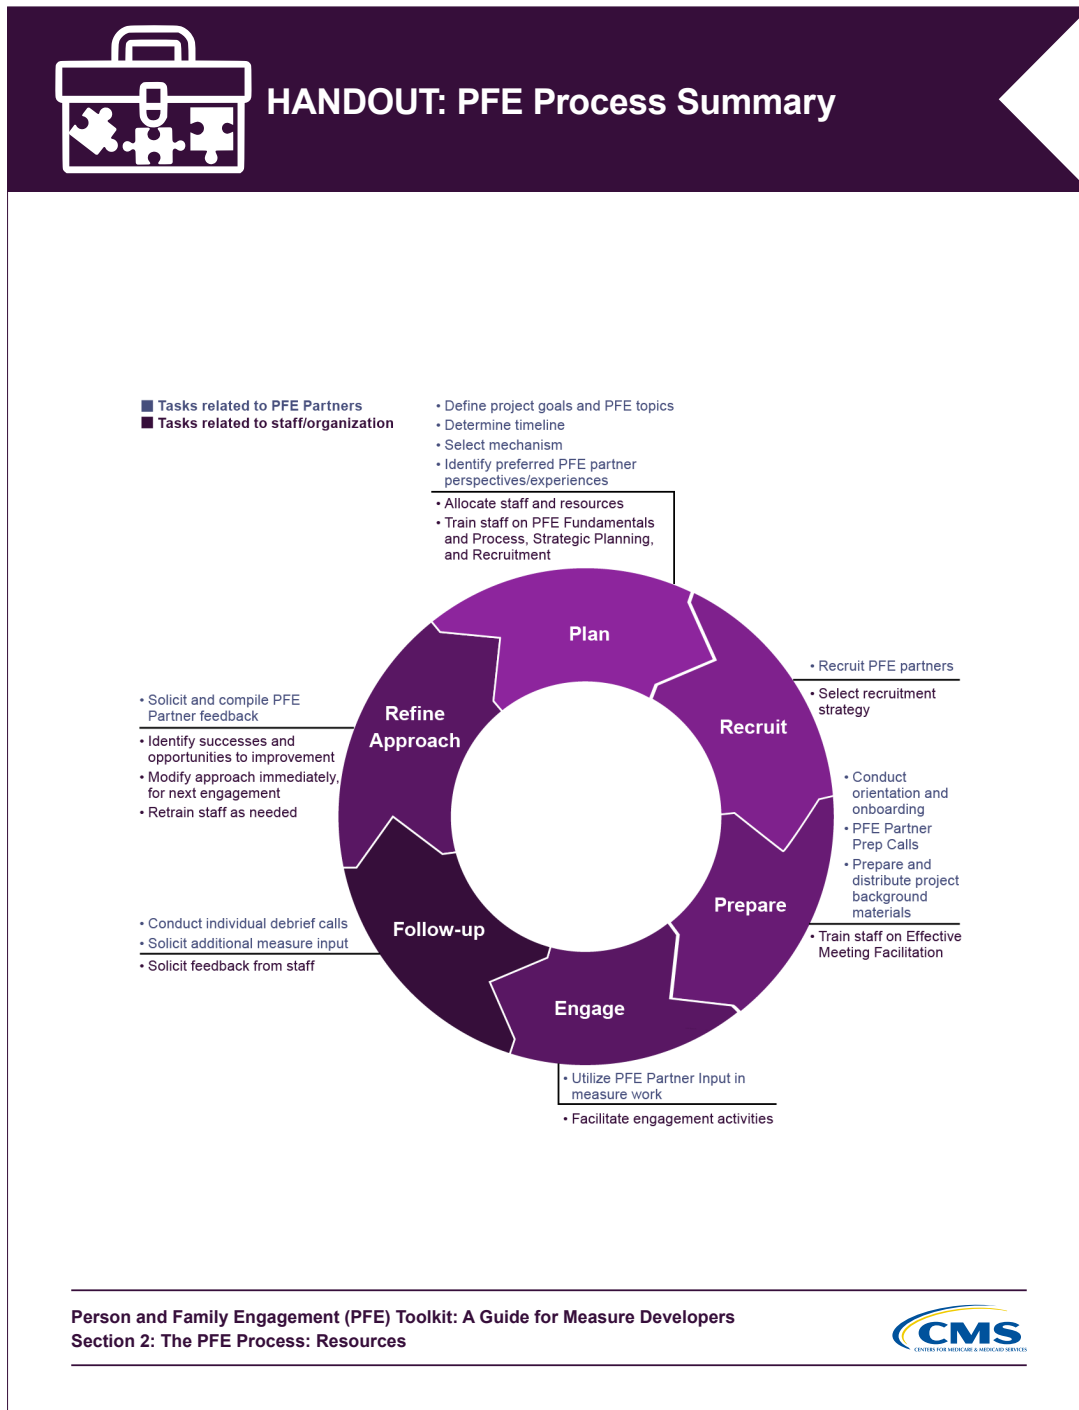 HANDOUT: PFE Process Summary
Tasks related to PFE Partners
Tasks related to staff/organization
• Define project goals and PFE topics
• Determine timeline
• Select mechanism
• Identify preferred PFE partner
perspectives/experiences
• Allocate staff and resources
• Train staff on PFE Fundamentals
and Process, Strategic Planning,
and Recruitment
Plan
Recruit
• Recruit PFE partners
• Select recruitment
strategy
Prepare
• Conduct
orientation and
onboarding
• PFE Partner
Prep Calls
• Prepare and
distribute project
background
materials
• Train staff on Effective
Meeting Facilitation
Engage
• Utilize PFE Partner Input in
measure work
• Facilitate engagement activities
Follow-up
• Conduct individual debrief calls
• Solicit additional measure input
• Solicit feedback from staff
Refine
Approach
• Solicit and compile PFE
Partner feedback
• Identify successes and
opportunities to improvement
• Modify approach immediately,
for next engagement
• Retrain staff as needed
Person and Family Engagement (PFE) Toolkit: A Guide for Measure Developers
Section 2: The PFE Process: Resources
CMS
CENTERS FOR MEDICARE & MEDICAID SERVICES